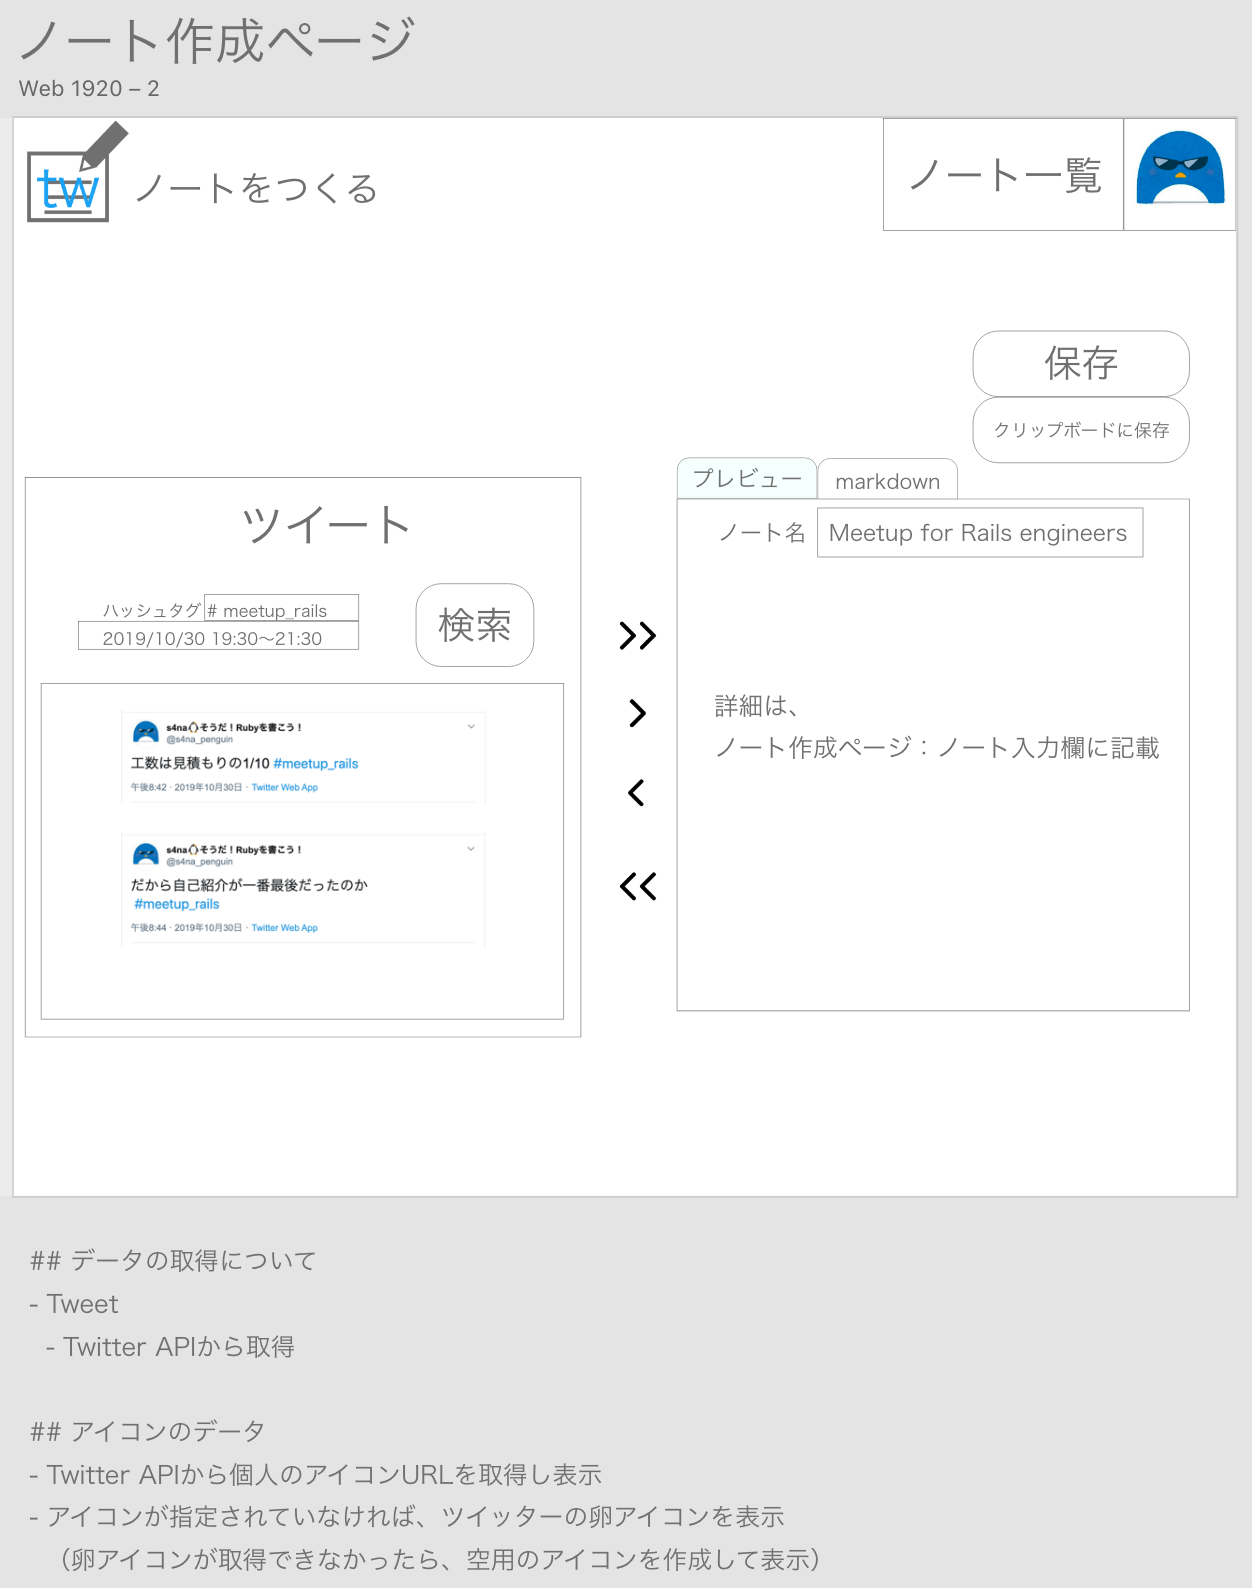 ノート作成ページ
Web 1920 – 2
tw
ノートをつくる
ノート一覧
保存
クリップボードに保存
プレビュー
markdown
ノート名
Meetup for Rails engineers
ツイート
ハッシュタグ
# meetup_rails
2019/10/30 19:30〜21:30
検索
s4na🐧そうだ！Rubyを書こう！
@s4na_penguin
工数は見積もりの1/10 #meetup_rails
午後8:42 · 2019年10月30日 · Twitter Web App
s4na🐧そうだ！Rubyを書こう！
@s4na_penguin
だから自己紹介が一番最後だったのか
#meetup_rails
午後8:44 · 2019年10月30日 · Twitter Web App
詳細は、
ノート作成ページ：ノート入力欄に記載
## データの取得について
- Tweet
- Twitter APIから取得
## アイコンのデータ
- Twitter APIから個人のアイコンURLを取得し表示
- アイコンが指定されていなければ、ツイッターの卵アイコンを表示
（卵アイコンが取得できなかったら、空用のアイコンを作成して表示）